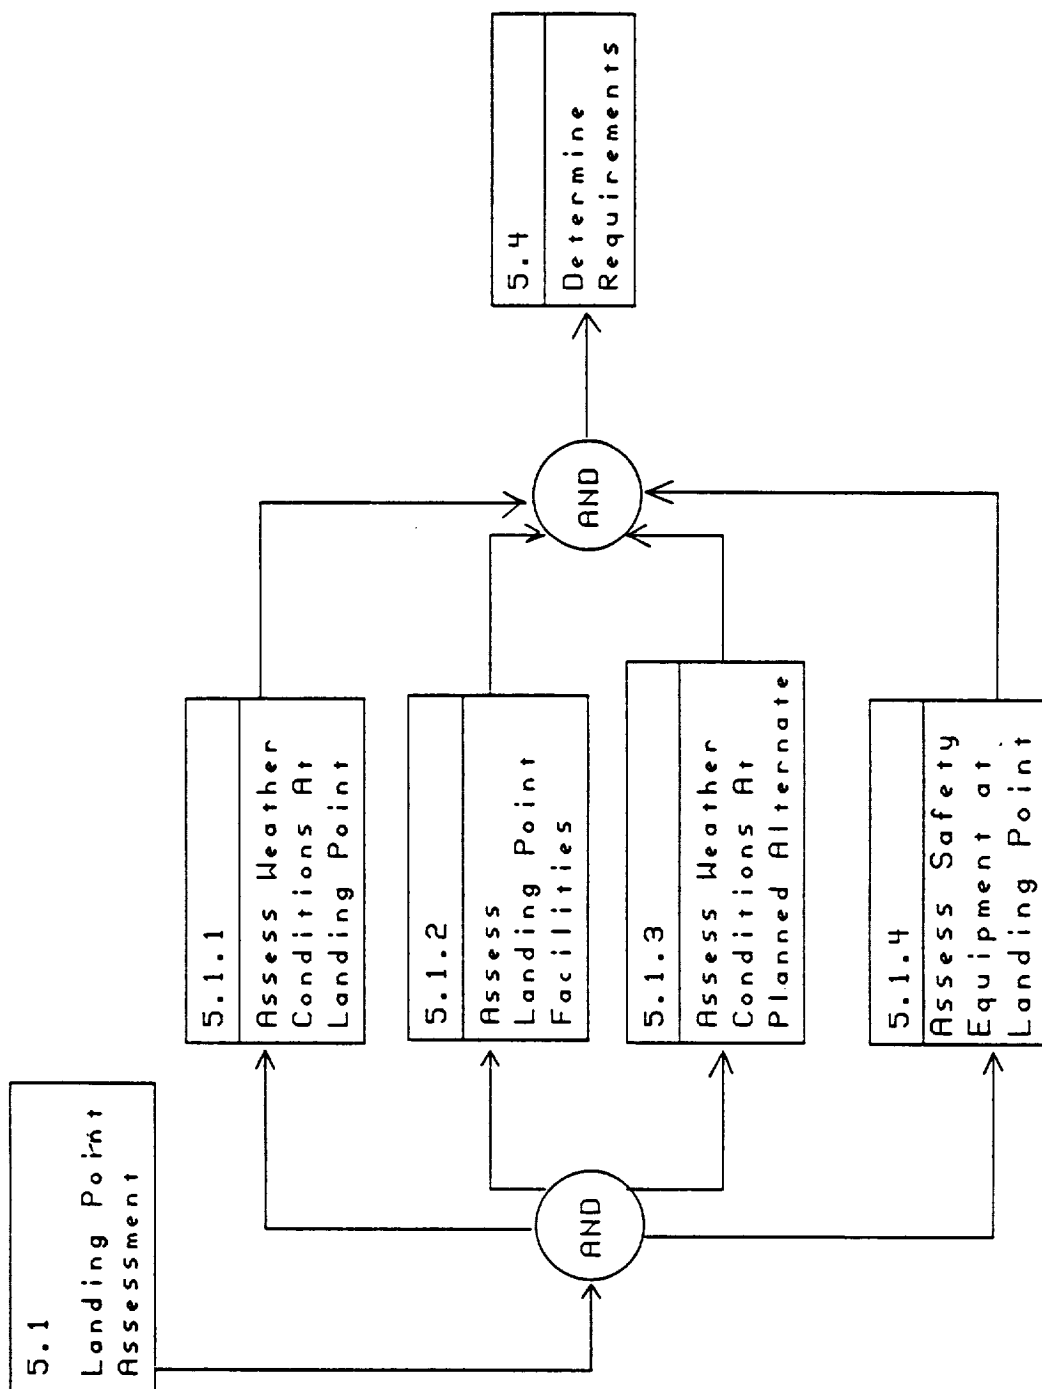 5.1
Landing Point
Assessment
AND
5.1.1
Assess Weather
Conditions At
Landing Point
5.1.2
Assess
Landing Point
Facilities
5.1.3
Assess Weather
Conditions At
Planned Alternate
5.1.4
Assess Safety
Equipment at
Landing Point
AND
5.4
Determine
Requirements